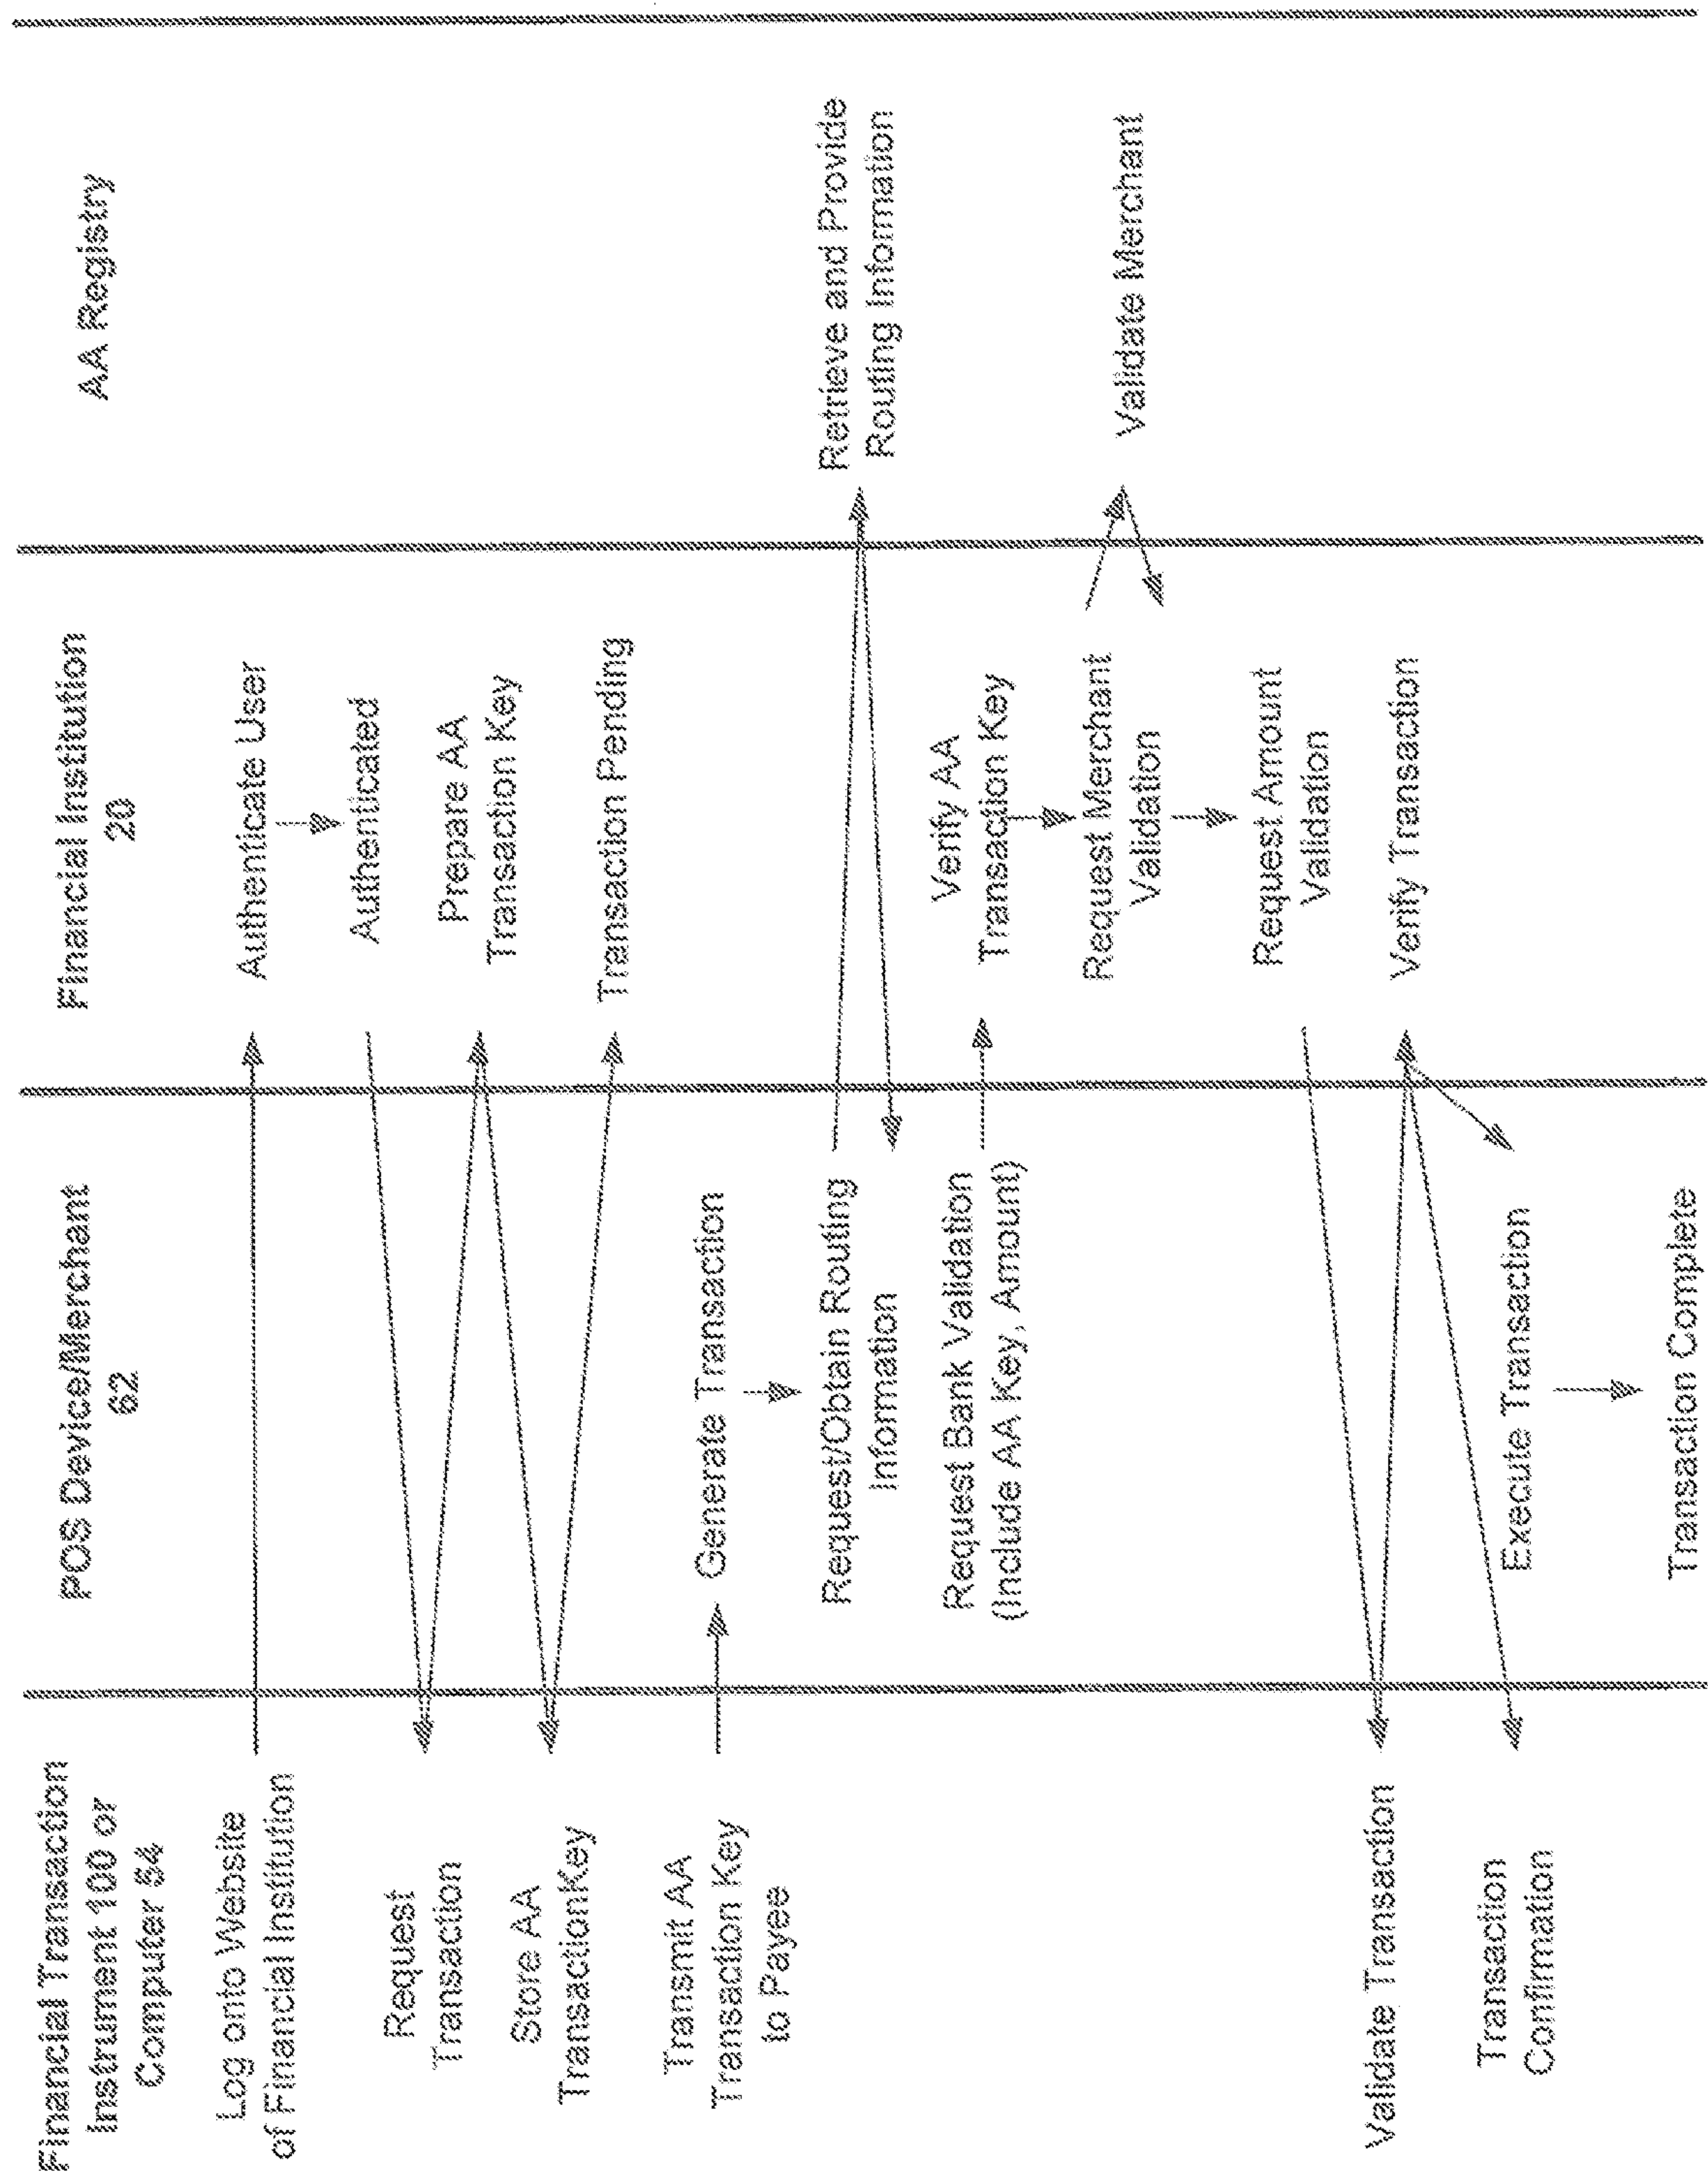 Financial Transaction
Instrument 100 or
Computer 54
POS Device/Merchant
62
Financial Institution
20
AA Registry
Log onto Website
of Financial Institution
Authenticate User
Authenticated
Request
Transaction
Prepare AA
Transaction Key
Store AA
TransactionKey
Transaction Pending
Transmit AA
Transaction Key
to Payee
Generate Transaction
Request/Obtain Routing
Information
Retrieve and Provide
Routing Information
Request Bank Validation
(Include AA Key, Amount)
Verify AA
Transaction Key
Request Merchant
Validation
Validate Merchant
Request Amount
Validation
Validate Transaction
Verify Transaction
Transaction
Confirmation
Execute Transaction
Transaction Complete